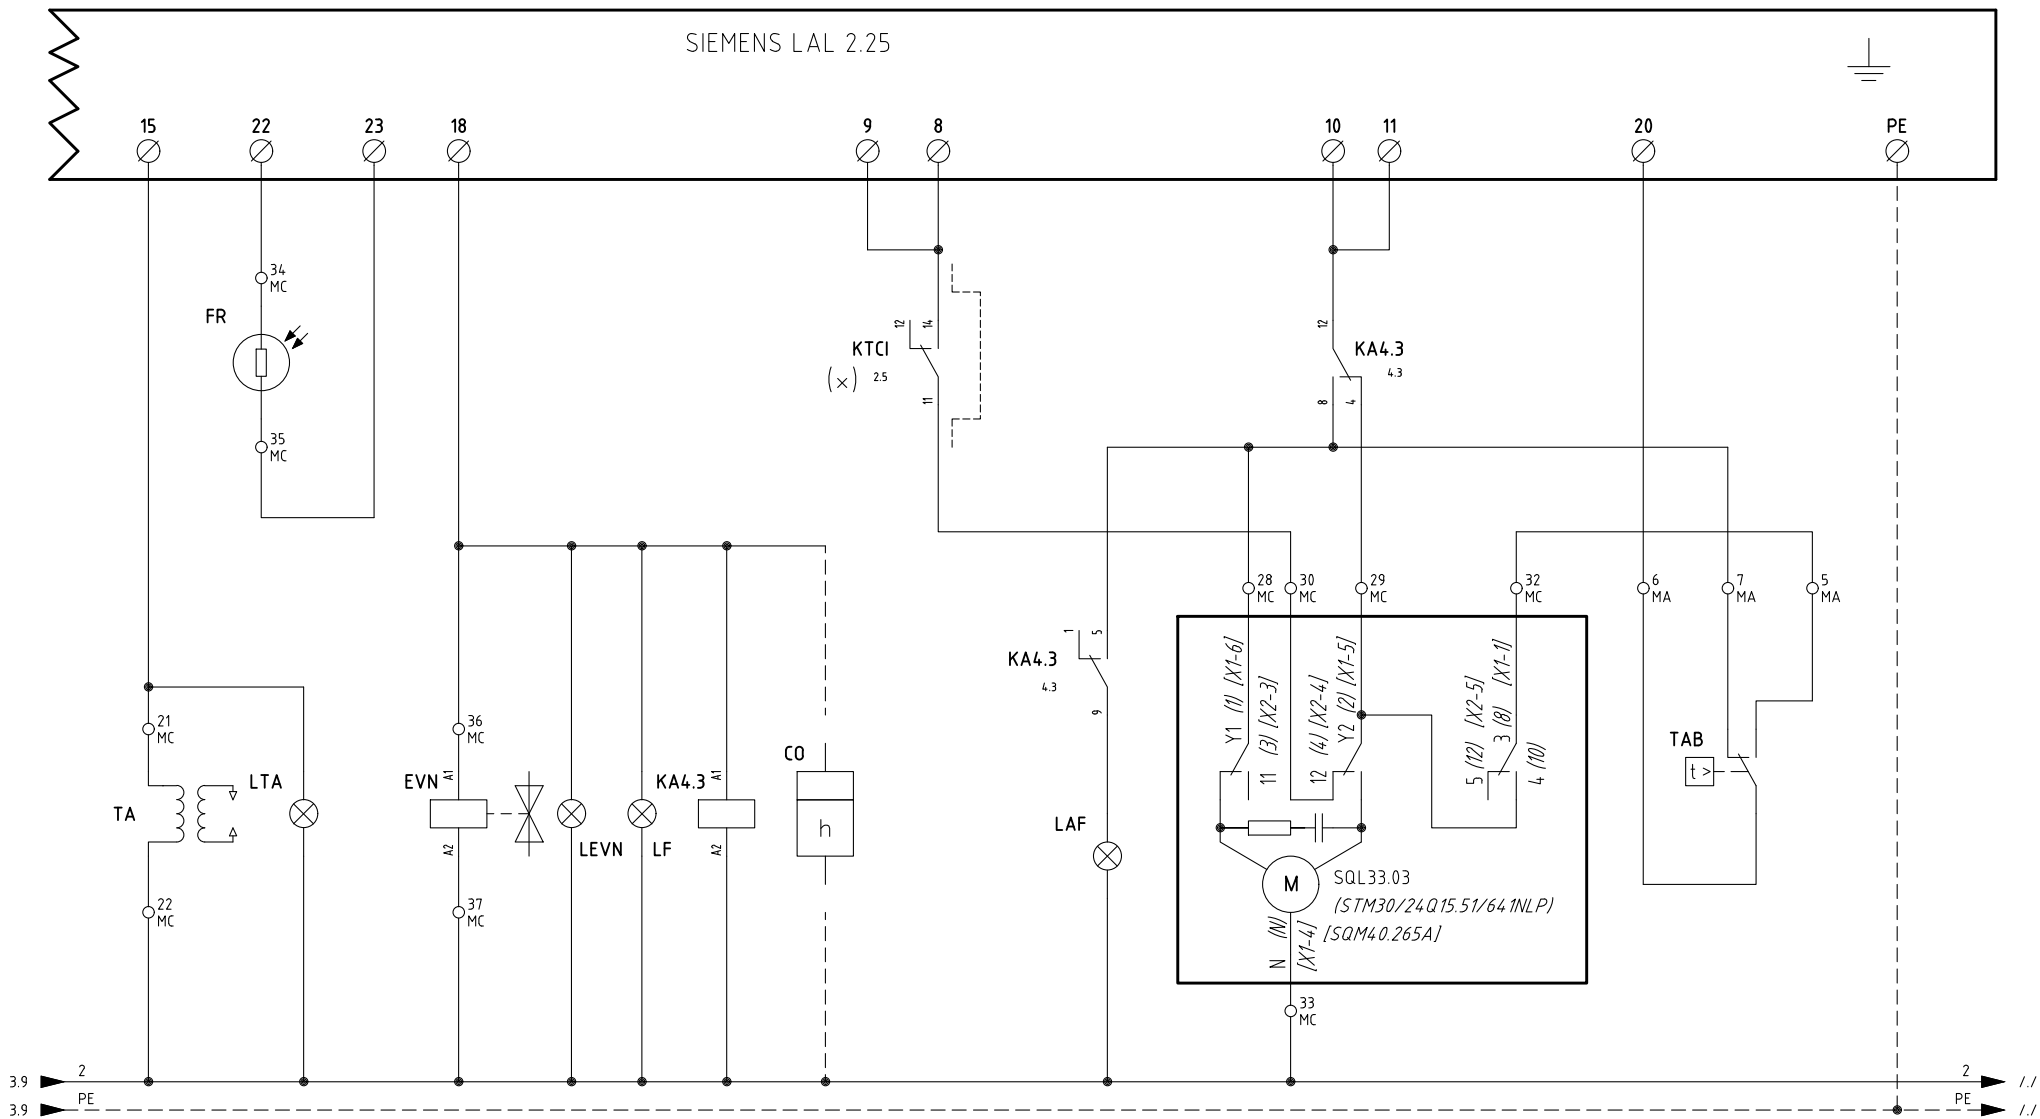 SIEMENS LAL 2.25
15 22 23 18 9 8 10 11 20 PE
34
MC
FR
35
MC
12 14
KTCI
(x) 2.5
11
12
KA4.3
4.3
8 4
28
MC
30
MC
29
MC
32
MC
6
MA
7
MA
5
MA
1 5
KA4.3
4.3
9
LAF
Y1 (1) [X1-6]
11 (3) [X2-3]
12 (4) [X2-4]
Y2 (2) [X1-5]
5 (12) [X2-5]
3 (8) [X1-1]
4 (10)
TAB
t >
21
MC
LTA
TA
22
MC
36
MC
EVN
A1
A2
37
MC
LEVN
LF
KA4.3
A1
A2
CO
h
M
SQL33.03
(STM30/24Q15.51/641NLP)
[SQM40.265A]
N (N)
[X1-4]
33
MC
3.9 2 2 /./
3.9 PE PE /./